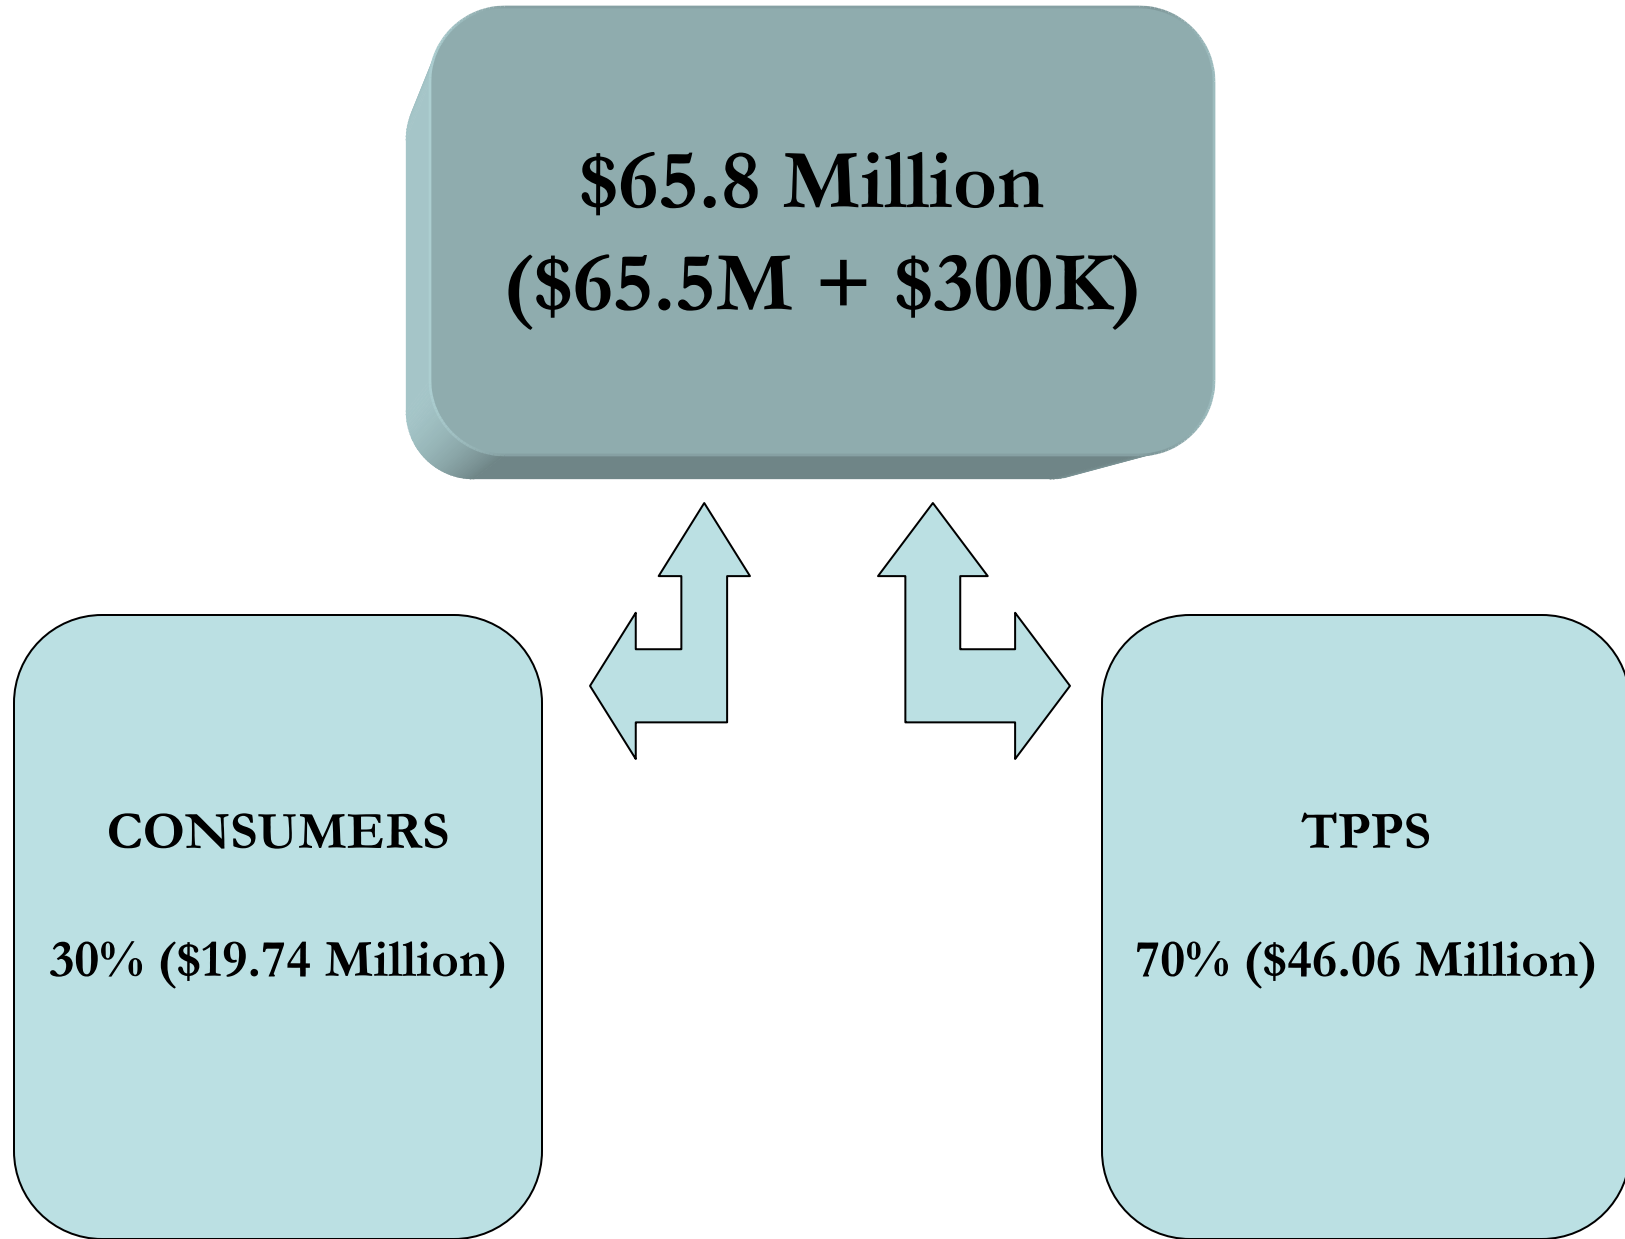 $65.8 Million
($65.5M + $300K)
CONSUMERS
30% ($19.74 Million)
TPPS
70% ($46.06 Million)